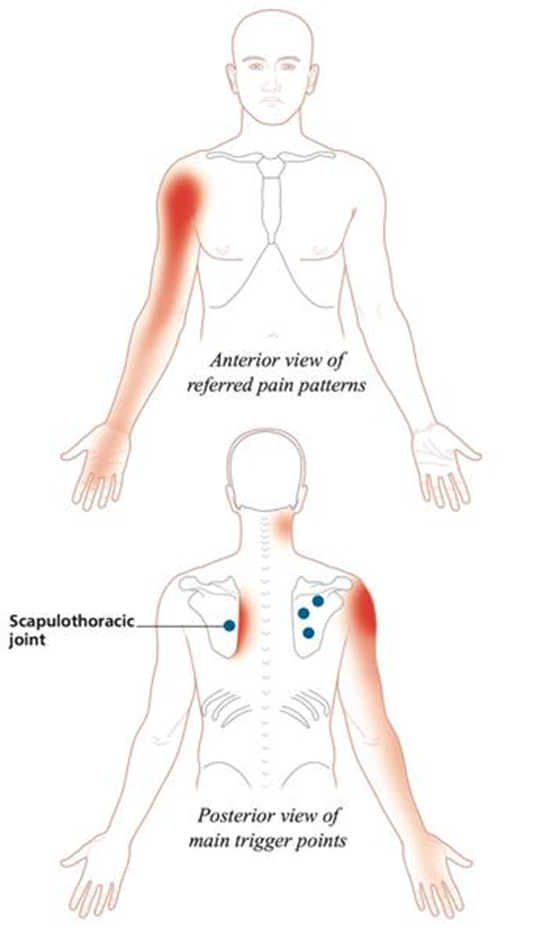 Anterior view of
referred pain patterns
Scapulothoracic
joint
Posterior view of
main trigger points